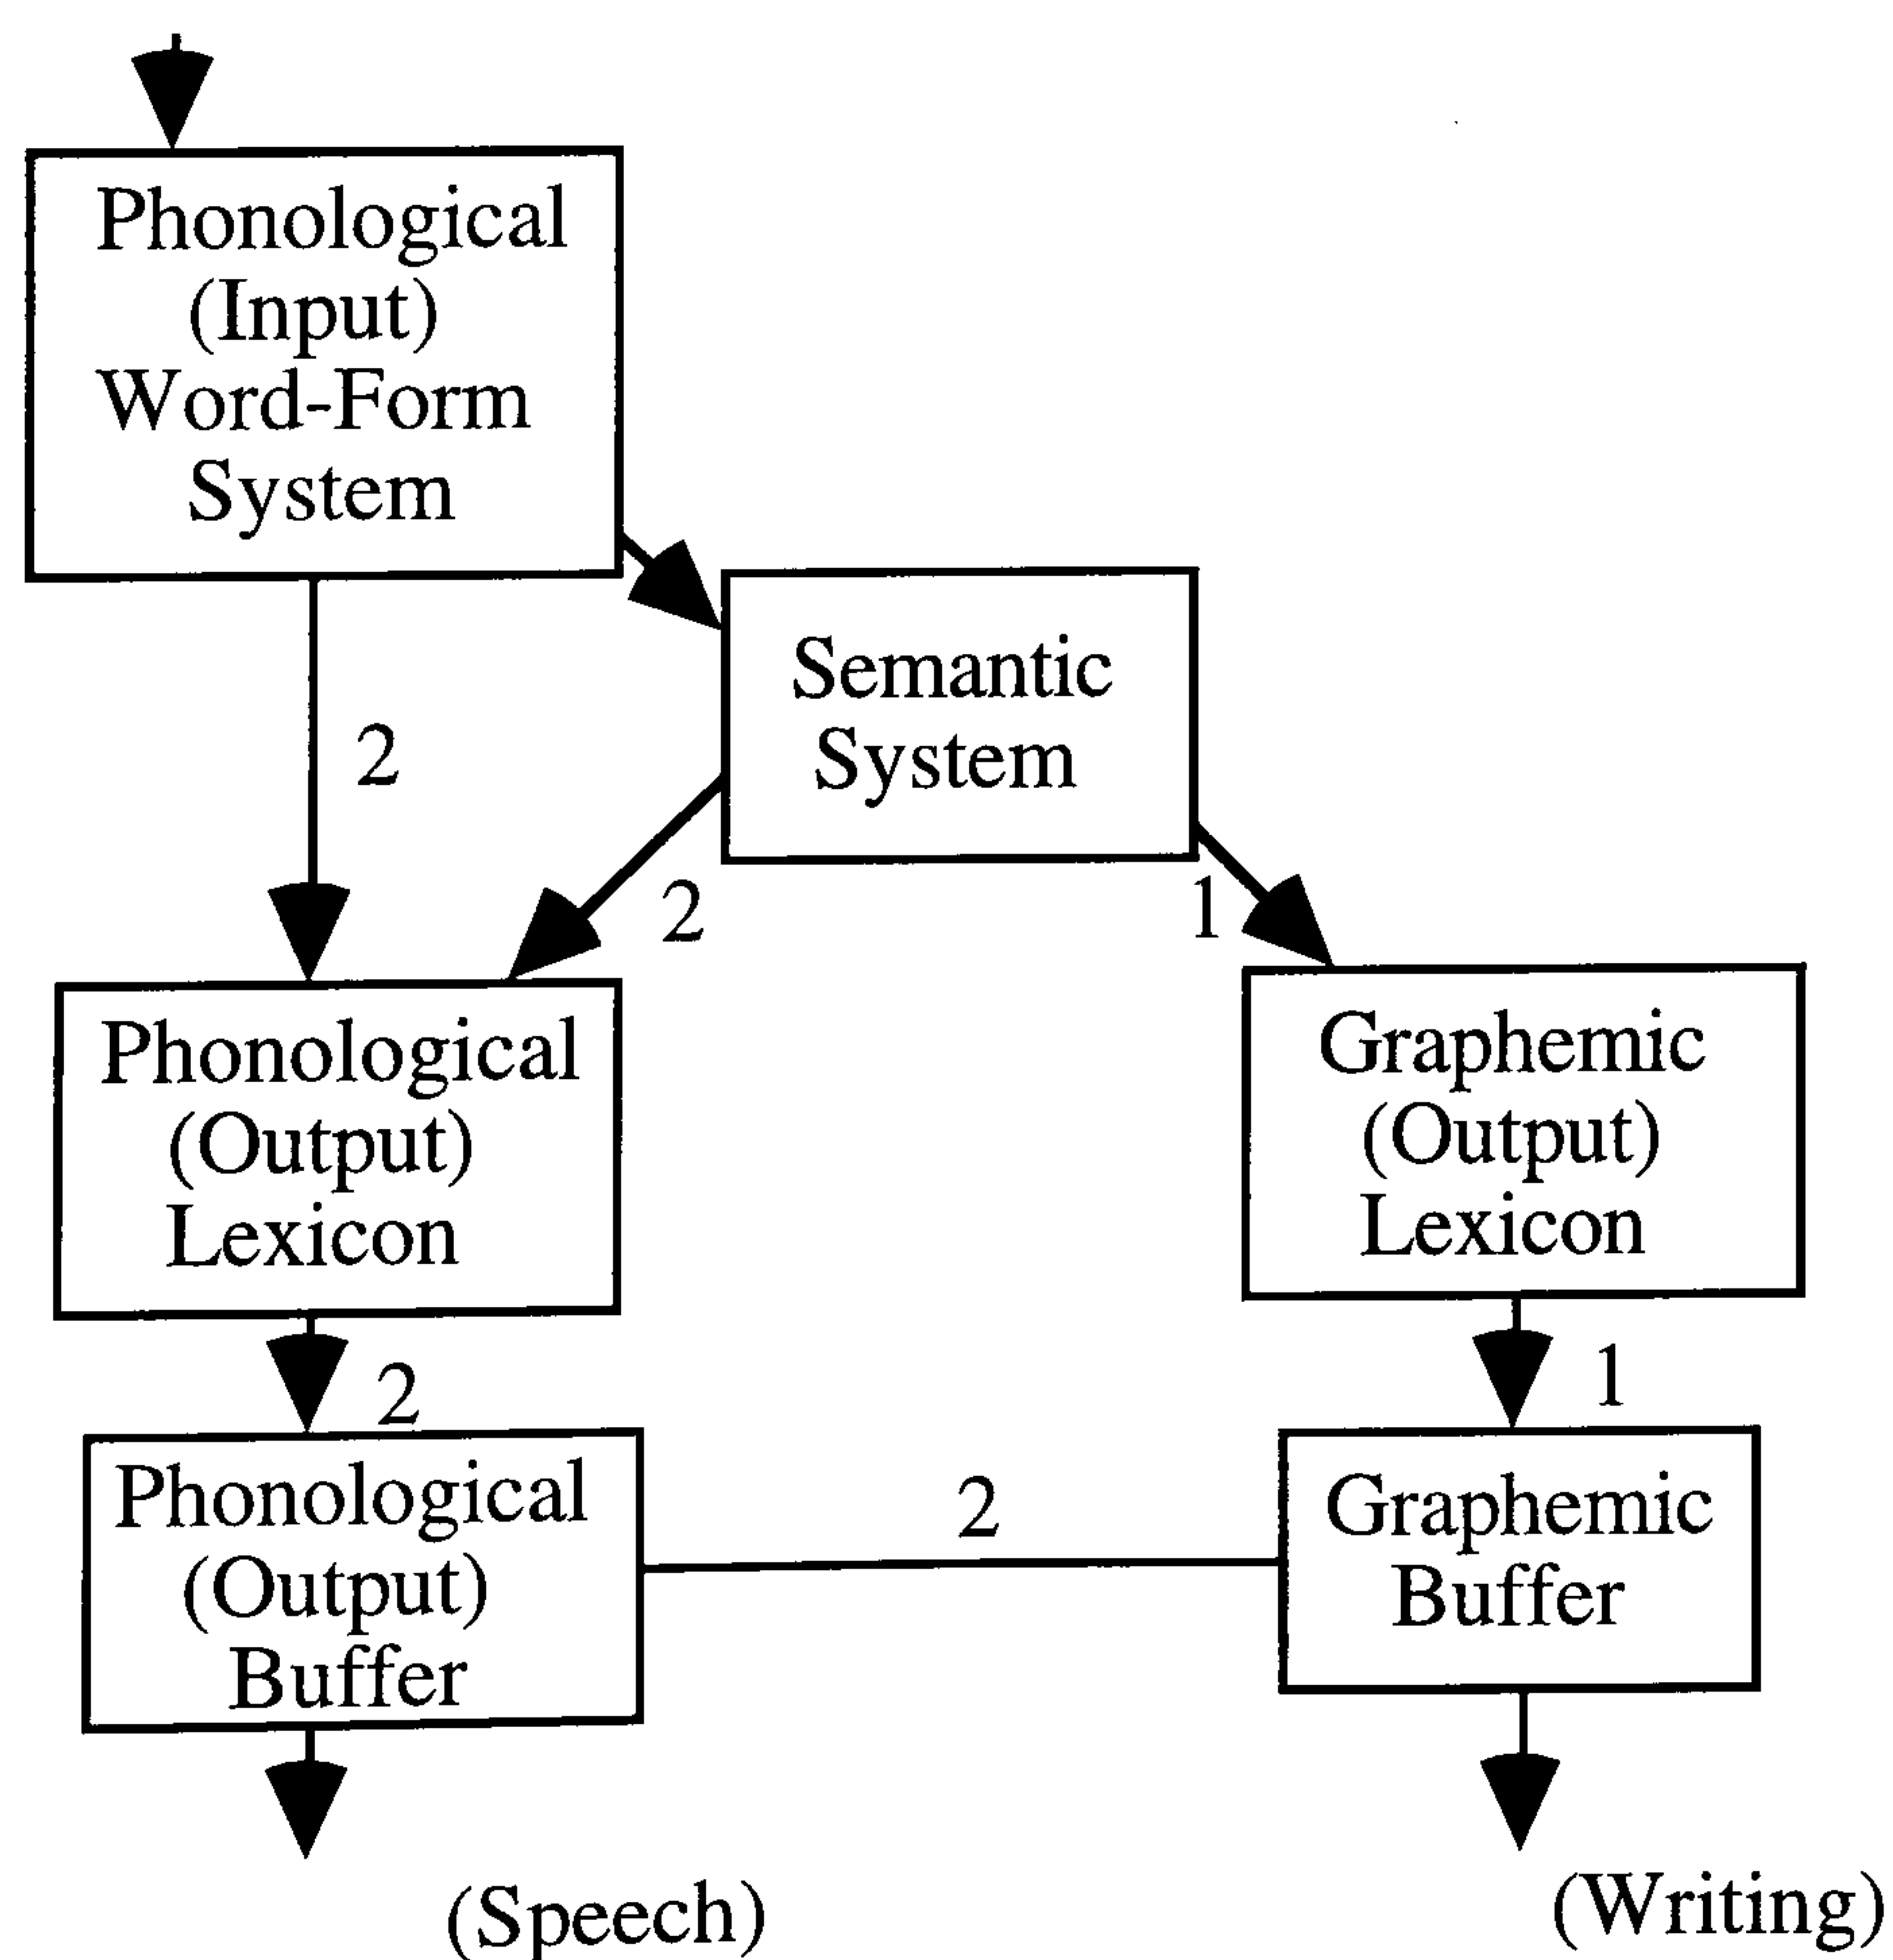 Phonological
(Input)
Word-Form
System
Semantic
System
2
2
1
Phonological
(Output)
Lexicon
Graphemic
(Output)
Lexicon
2
1
Phonological
(Output)
Buffer
2
Graphemic
Buffer
(Speech)
(Writing)